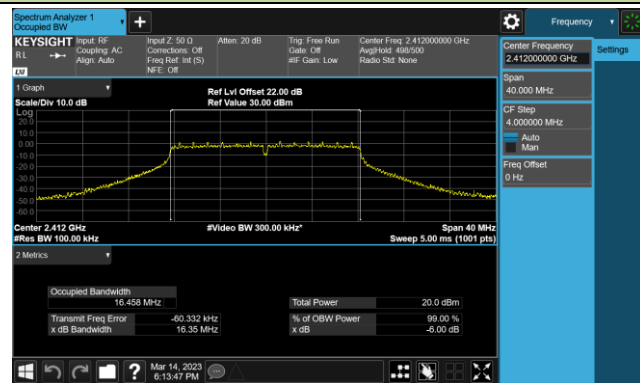 Spectrum Analyzer 1
Occupied BW
Frequency
KEYSIGHT
Input: RF
Input Z: 50 Ω
Atten: 20 dB
Trig: Free Run
Center Freq: 2.412000000 GHz
RL
Coupling: AC
Corrections: Off
Gate: Off
Avg|Hold: 498/500
Align: Auto
Freq Ref: Int (S)
#IF Gain: Low
Radio Std: None
NFE: Off
LM
Center Frequency
2.412000000 GHz
Settings
Span
40.000 MHz
CF Step
4.000000 MHz
Auto
Man
Freq Offset
0 Hz
1 Graph
Ref Lvl Offset 22.00 dB
Scale/Div 10.0 dB
Ref Value 30.00 dBm
Log
20.0
10.0
0.00
-10.0
-20.0
-30.0
-40.0
-50.0
-60.0
Center 2.412 GHz
#Video BW 300.00 kHz*
Span 40 MHz
#Res BW 100.00 kHz
Sweep 5.00 ms (1001 pts)
2 Metrics
Occupied Bandwidth
16.458 MHz
Total Power
20.0 dBm
Transmit Freq Error
-60.332 kHz
% of OBW Power
99.00 %
x dB Bandwidth
16.35 MHz
x dB
-6.00 dB
?
Mar 14, 2023
6:13:47 PM